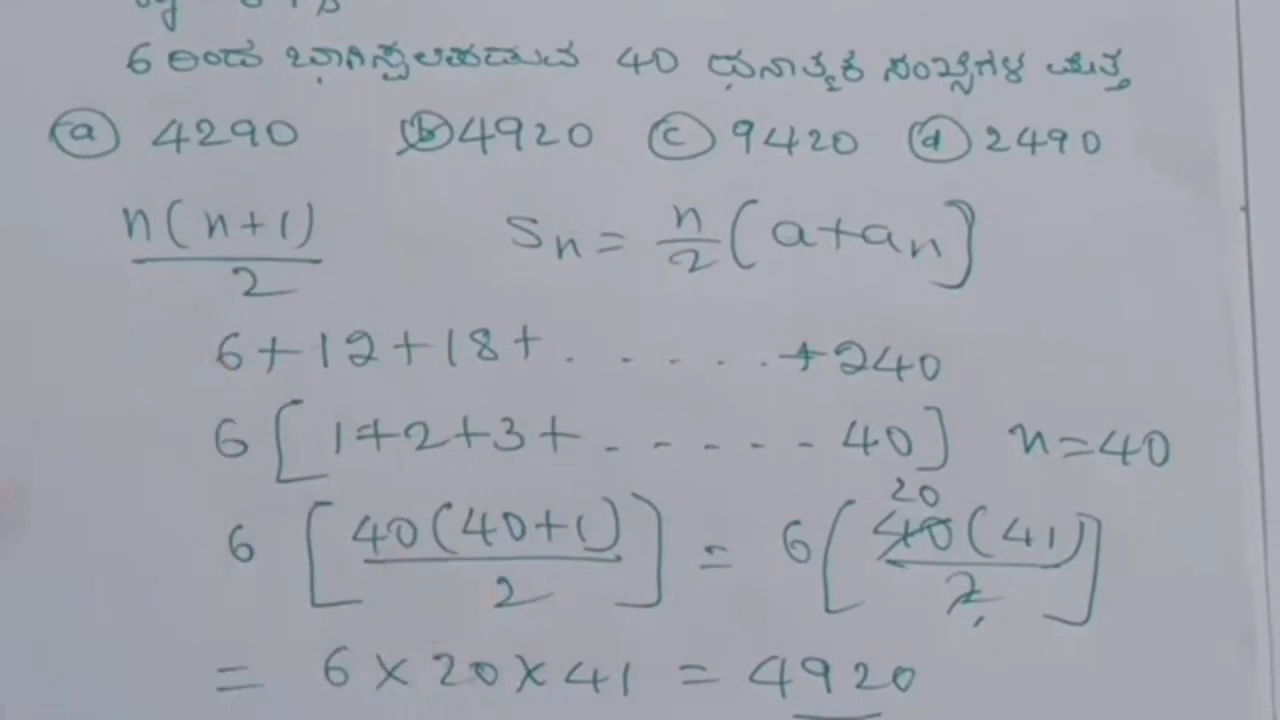 6 ರಿಂದ ಭಾಗಿಸಲ್ಪಡುವ 40 ಧನಾತ್ಮಕ ಸಂಖ್ಯೆಗಳ ಮೊತ್ತ
(a) 4290 (b) 4920 (c) 9420 (d) 2490
n(n+1)/2 Sn = n/2 (a+an]
6+12+18+ . . . . . +240
6 [1+2+3+ - - - - - 40] n=40
6 [40(40+1)/2] = 6 [40(41)/2] 20
= 6 × 20 × 41 = 4920